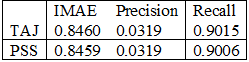 IMAE Precision Recall
TAJ 0.8460 0.0319 0.9015
PSS 0.8459 0.0319 0.9006